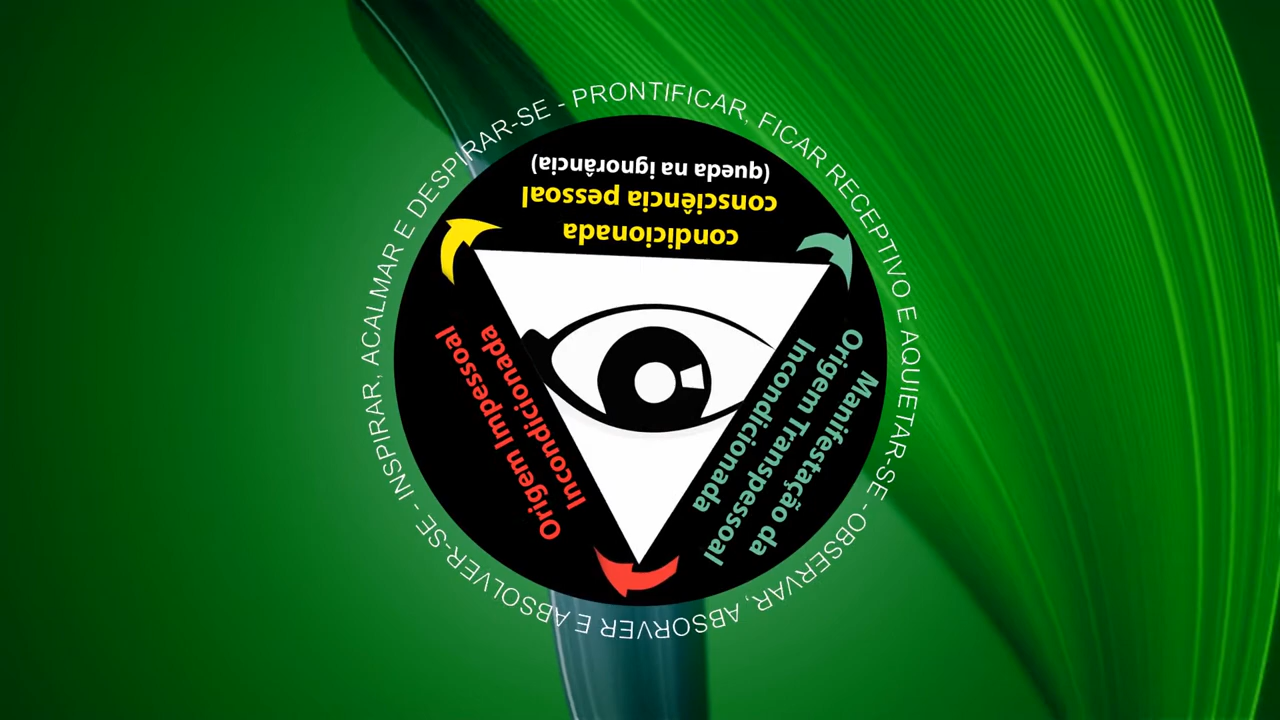 INSPIRAR, ACALMAR E DESPIRAR-SE - PRONTIFICAR, FICAR RECEPTIVO E AQUIETAR-SE - OBSERVAR, ABSORVER E ABSOLVER-SE -
condicionada
consciência pessoal
(queda na ignorância)
Manifestação da
Origem Transpessoal
Incondicionada
Origem Impessoal
Incondicionada